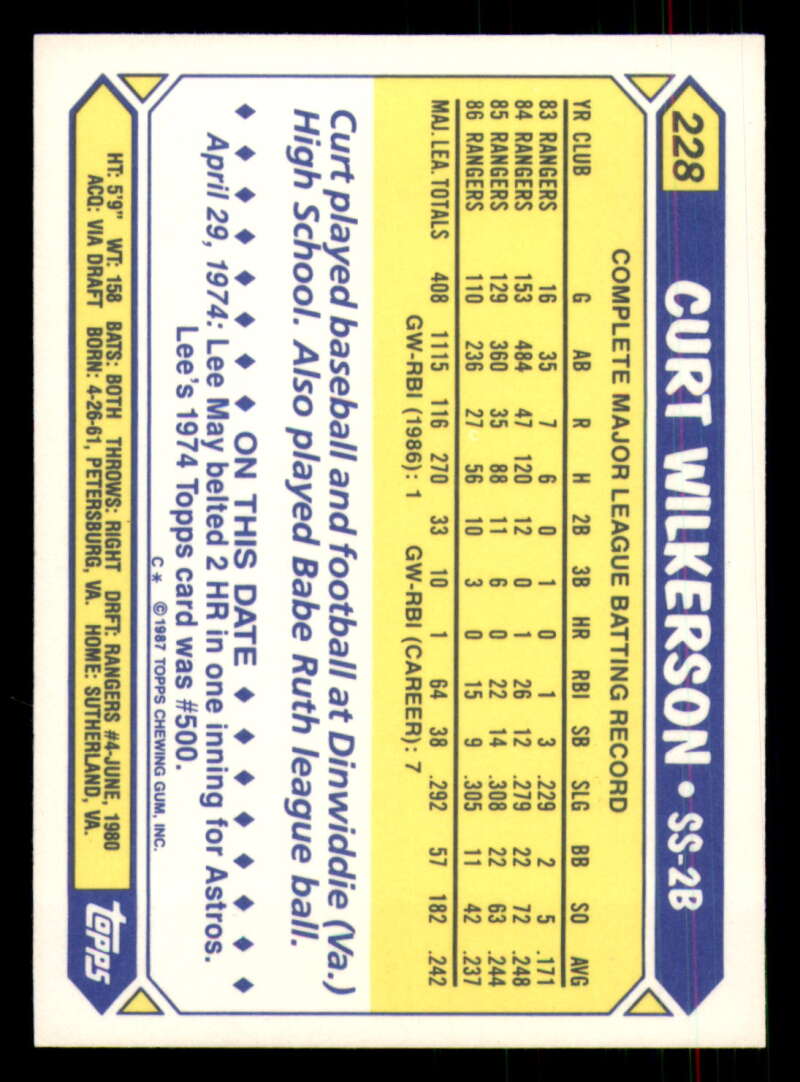 228 CURT WILKERSON • SS-2B
COMPLETE MAJOR LEAGUE BATTING RECORD
YR CLUB G AB R H 2B 3B HR RBI SB SLG BB SO AVG
83 RANGERS 16 35 7 6 0 1 0 1 3 .229 2 5 .171
84 RANGERS 153 484 47 120 12 0 1 26 12 .279 22 72 .248
85 RANGERS 129 360 35 88 11 6 0 22 14 .308 22 63 .244
86 RANGERS 110 236 27 56 10 3 0 15 9 .305 11 42 .237
MAJ. LEA. TOTALS 408 1115 116 270 33 10 1 64 38 .292 57 182 .242
GW-RBI (1986): 1 GW-RBI (CAREER): 7
Curt played baseball and football at Dinwiddie (Va.)
High School. Also played Babe Ruth league ball.
♦ ♦ ♦ ♦ ♦ ♦ ♦ ♦ ON THIS DATE ♦ ♦ ♦ ♦ ♦ ♦ ♦ ♦
April 29, 1974: Lee May belted 2 HR in one inning for Astros.
Lee's 1974 Topps card was #500.
C * ©1987 TOPPS CHEWING GUM, INC.
HT: 5'9" WT: 158 BATS: BOTH THROWS: RIGHT DRFT: RANGERS #4-JUNE, 1980
ACQ: VIA DRAFT BORN: 4-26-61, PETERSBURG, VA. HOME: SUTHERLAND, VA.
topps